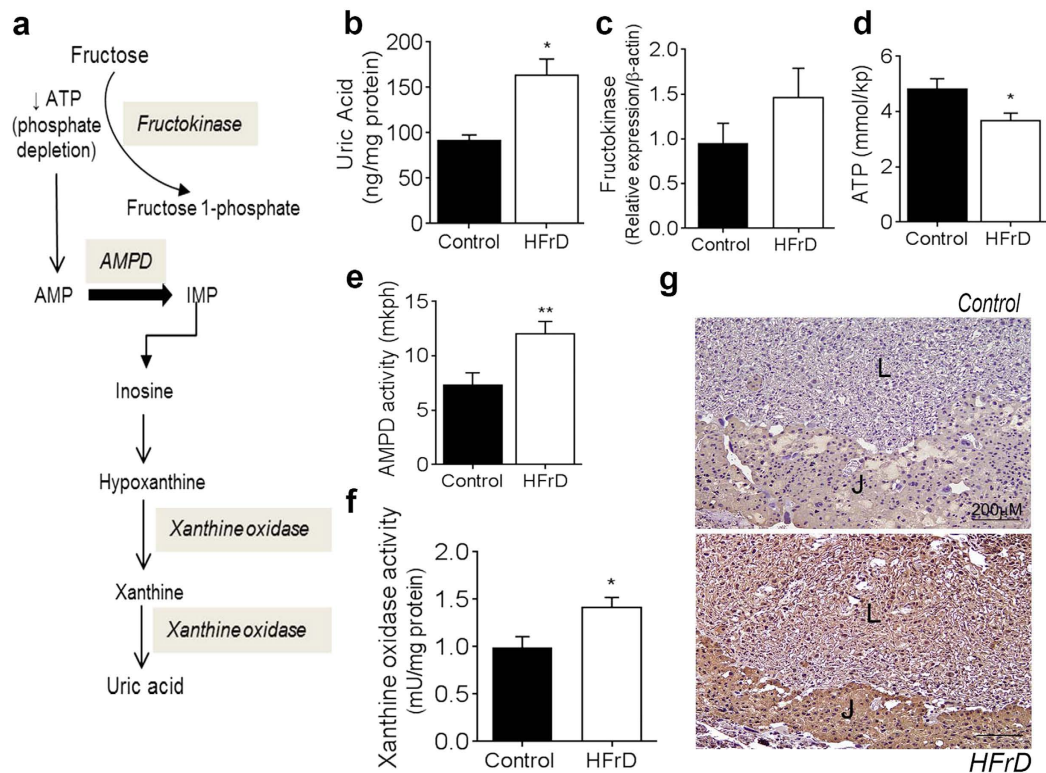 a
Fructose
↓ ATP
(phosphate
depletion)
Fructokinase
Fructose 1-phosphate
AMPD
AMP
IMP
Inosine
Hypoxanthine
Xanthine oxidase
Xanthine
Xanthine oxidase
Uric acid
b
Uric Acid
(ng/mg protein)
200
150
100
50
0
*
Control
HFrD
c
Fructokinase
(Relative expression/β-actin)
2.0
1.5
1.0
0.5
0.0
Control
HFrD
d
ATP (mmol/kp)
6
4
2
0
*
Control
HFrD
e
AMPD activity (mkph)
15
10
5
0
**
Control
HFrD
f
Xanthine oxidase activity
(mU/mg protein)
2.0
1.5
1.0
0.5
0.0
*
Control
HFrD
g
Control
L
J
200µM
L
J
HFrD